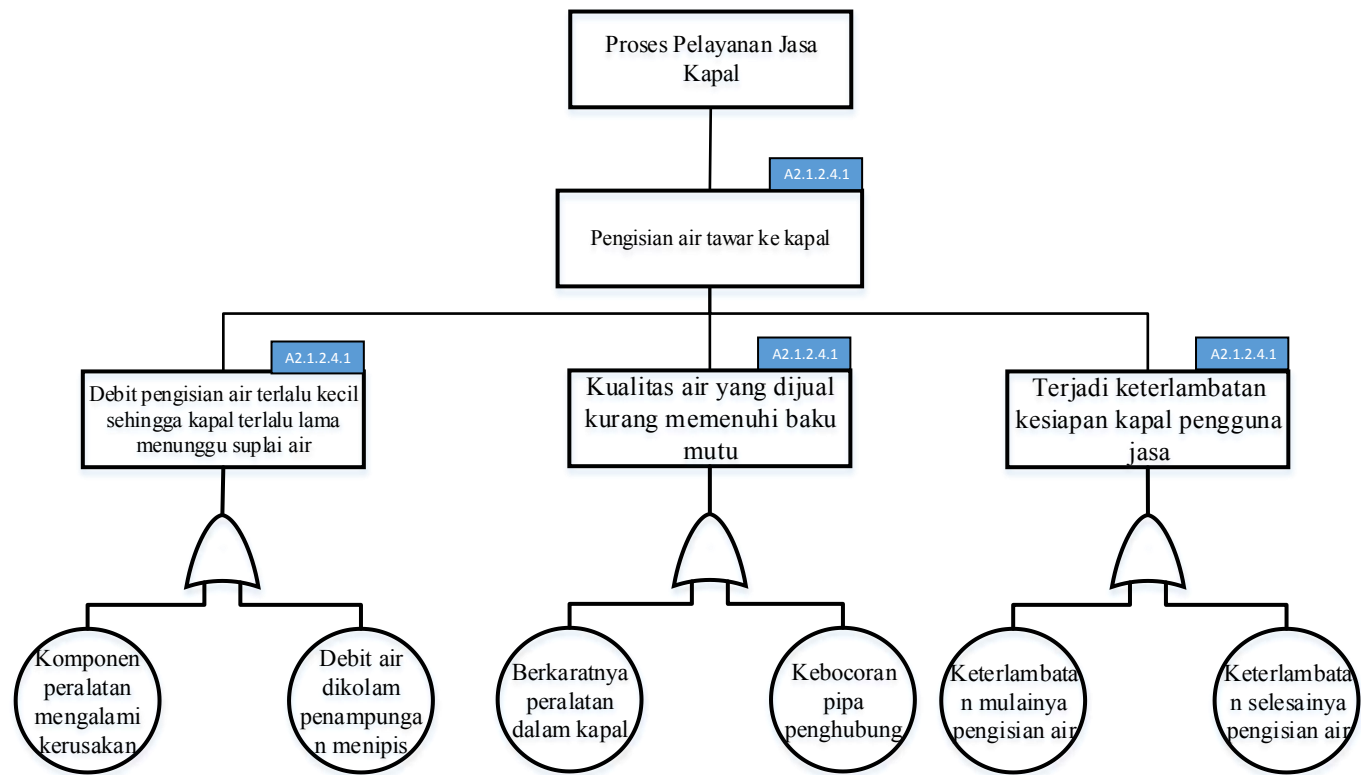 Proses Pelayanan Jasa
Kapal
A2.1.2.4.1
Pengisian air tawar ke kapal
A2.1.2.4.1
Debit pengisian air terlalu kecil
sehingga kapal terlalu lama
menunggu suplai air
A2.1.2.4.1
Kualitas air yang dijual
kurang memenuhi baku
mutu
A2.1.2.4.1
Terjadi keterlambatan
kesiapan kapal pengguna
jasa
Komponen
peralatan
mengalami
kerusakan
Debit air
dikolam
penampunga
n menipis
Berkaratnya
peralatan
dalam kapal
Kebocoran
pipa
penghubung
Keterlambata
n mulainya
pengisian air
Keterlambata
n selesainya
pengisian air